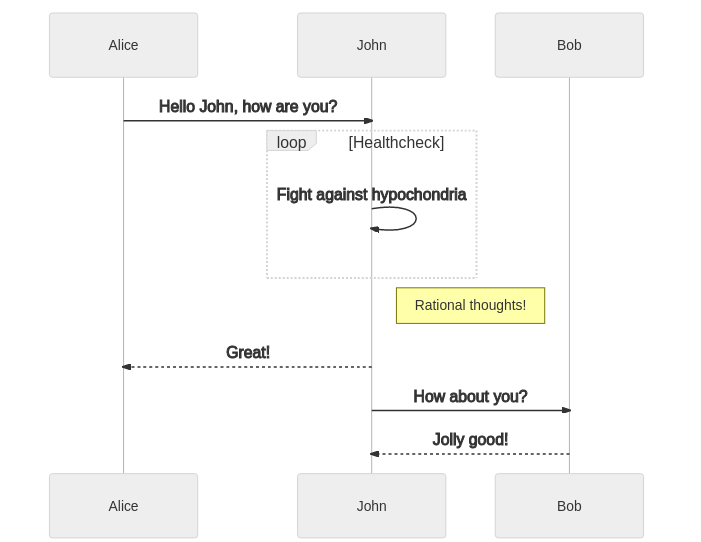 Alice
John
Bob
Hello John, how are you?
loop
[Healthcheck]
Fight against hypochondria
Rational thoughts!
Great!
How about you?
Jolly good!
Alice
John
Bob